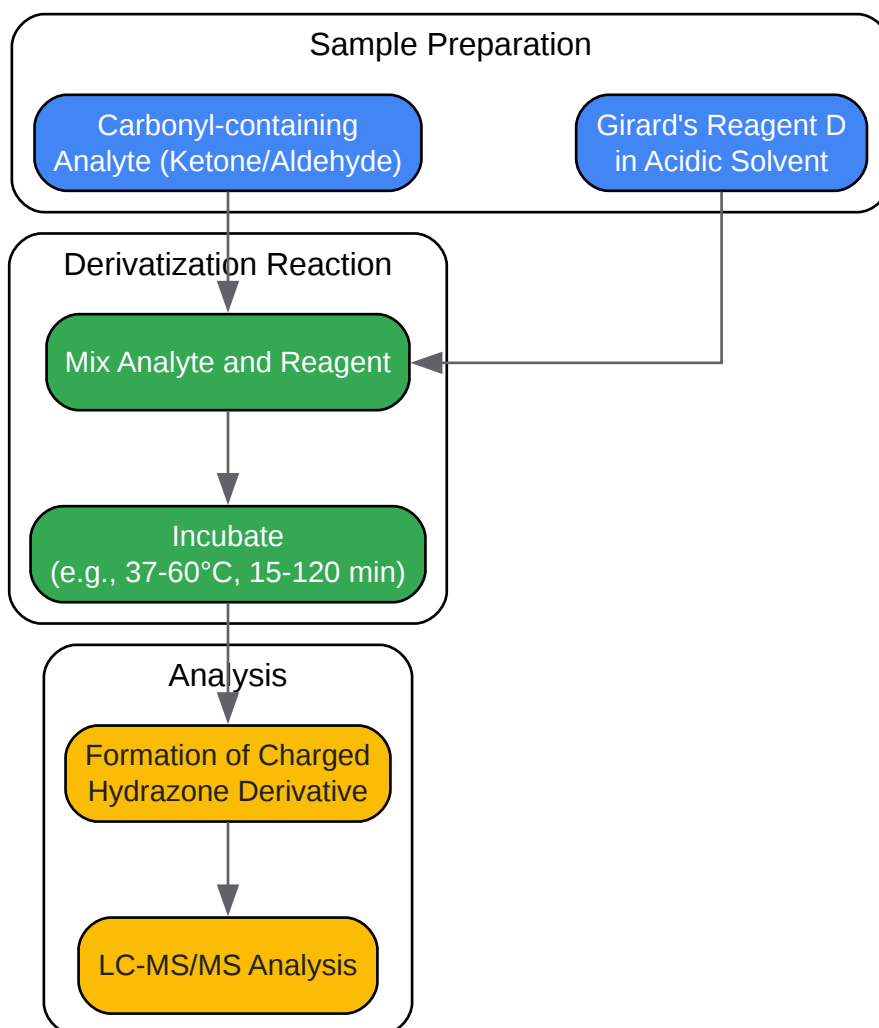 Sample Preparation
Carbonyl-containing
Analyte (Ketone/Aldehyde)
Girard's Reagent D
in Acidic Solvent
Derivatization Reaction
Mix Analyte and Reagent
Incubate
(e.g., 37-60°C, 15-120 min)
Analysis
Formation of Charged
Hydrazone Derivative
LC-MS/MS Analysis